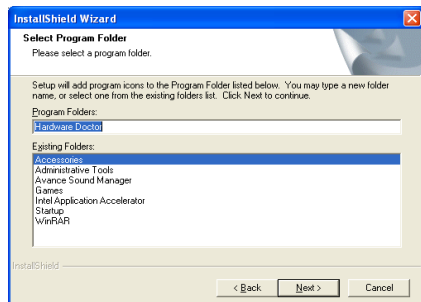 InstallShield Wizard
Select Program Folder
Please select a program folder.
Setup will add program icons to the Program Folder listed below. You may type a new folder
name, or select one from the existing folders list. Click Next to continue.
Program Folders:
Hardware Doctor
Existing Folders:
Accessories
Administrative Tools
Avance Sound Manager
Games
Intel Application Accelerator
Startup
WinRAR
InstallShield
< Back Next > Cancel